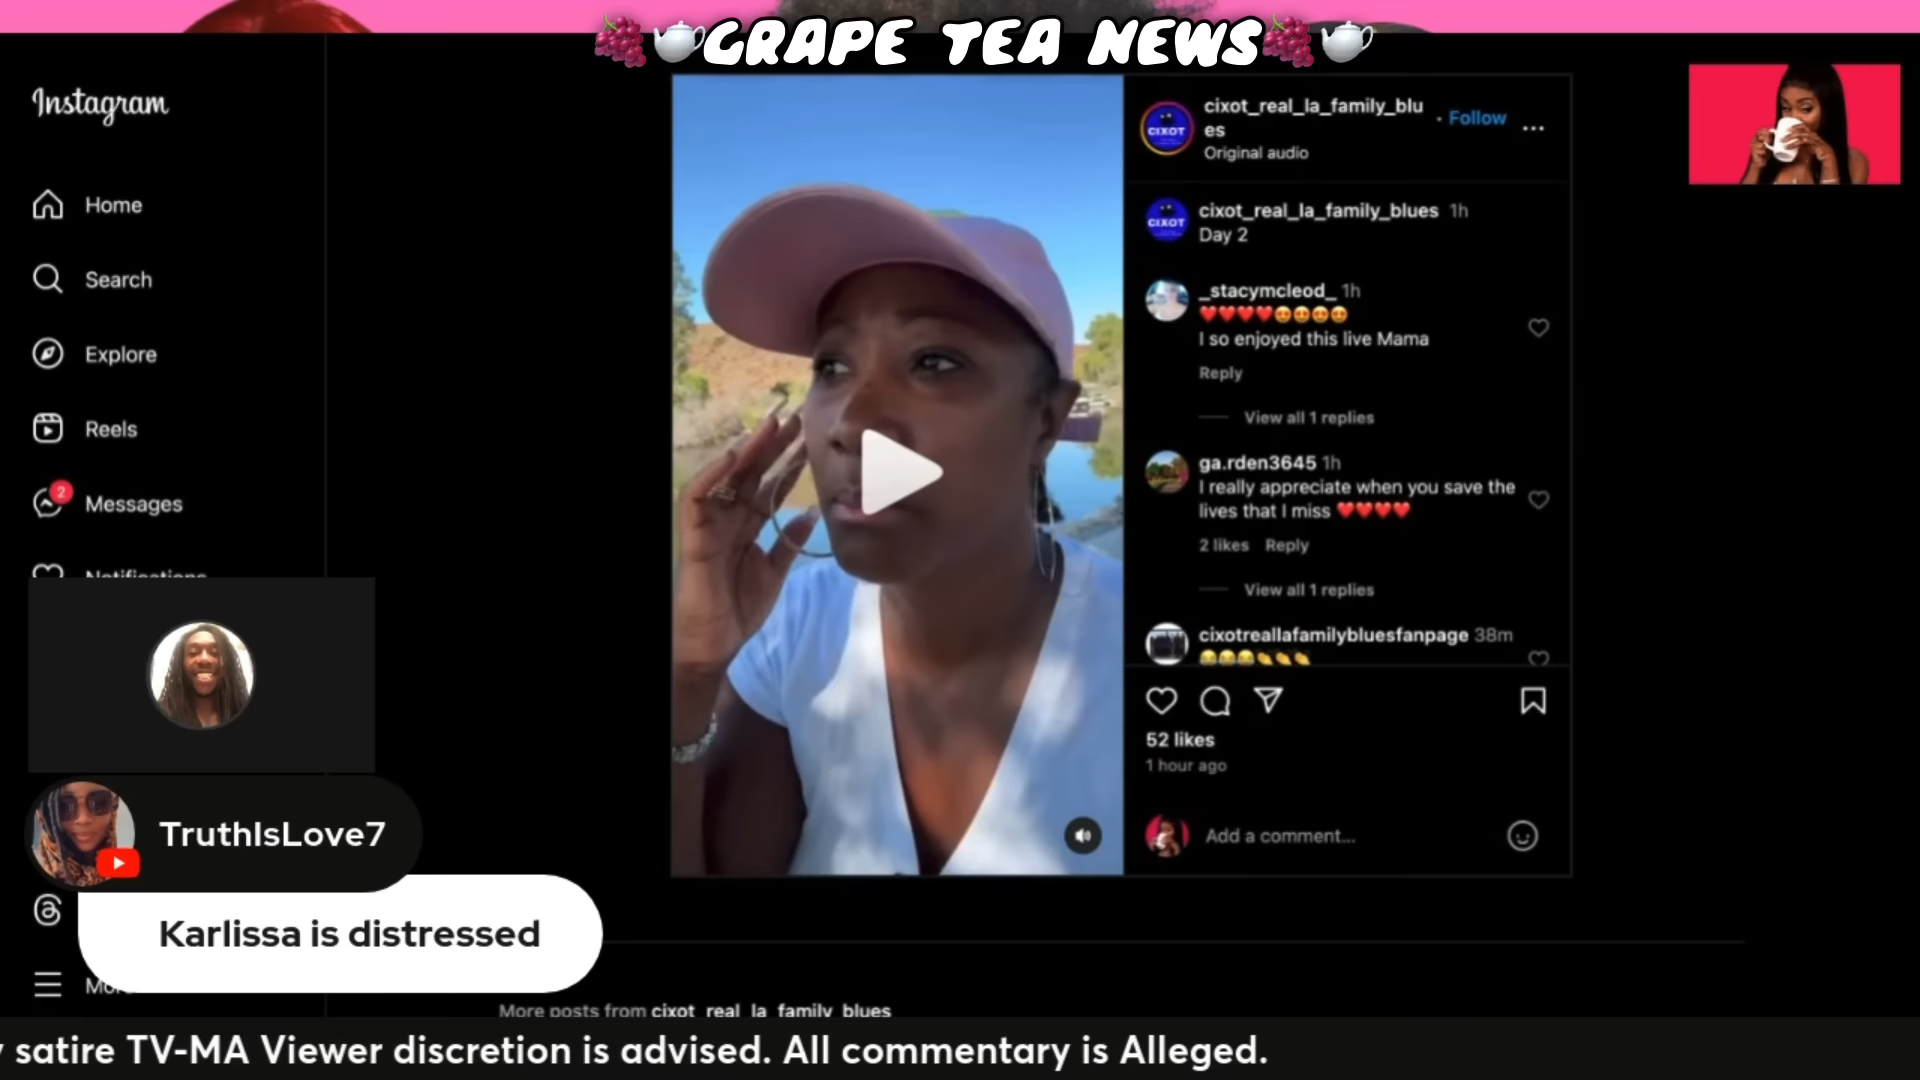 GRAPE TEA NEWS
Instagram
Home
Search
Explore
Reels
2
Messages
Notifications
cixot_real_la_family_blu
es
• Follow
Original audio
CIXOT
cixot_real_la_family_blues 1h
Day 2
CIXOT
_stacymcleod_ 1h
❤️❤️❤️❤️😍😍😍😍
I so enjoyed this live Mama
Reply
View all 1 replies
ga.rden3645 1h
I really appreciate when you save the
lives that I miss ❤️❤️❤️❤️
2 likes Reply
View all 1 replies
cixotreallafamilybluesfanpage 38m
😂😂😂👏👏👏
52 likes
1 hour ago
Add a comment...
TruthIsLove7
Karlissa is distressed
More posts from cixot_real_la_family_blues
satire TV-MA Viewer discretion is advised. All commentary is Alleged.